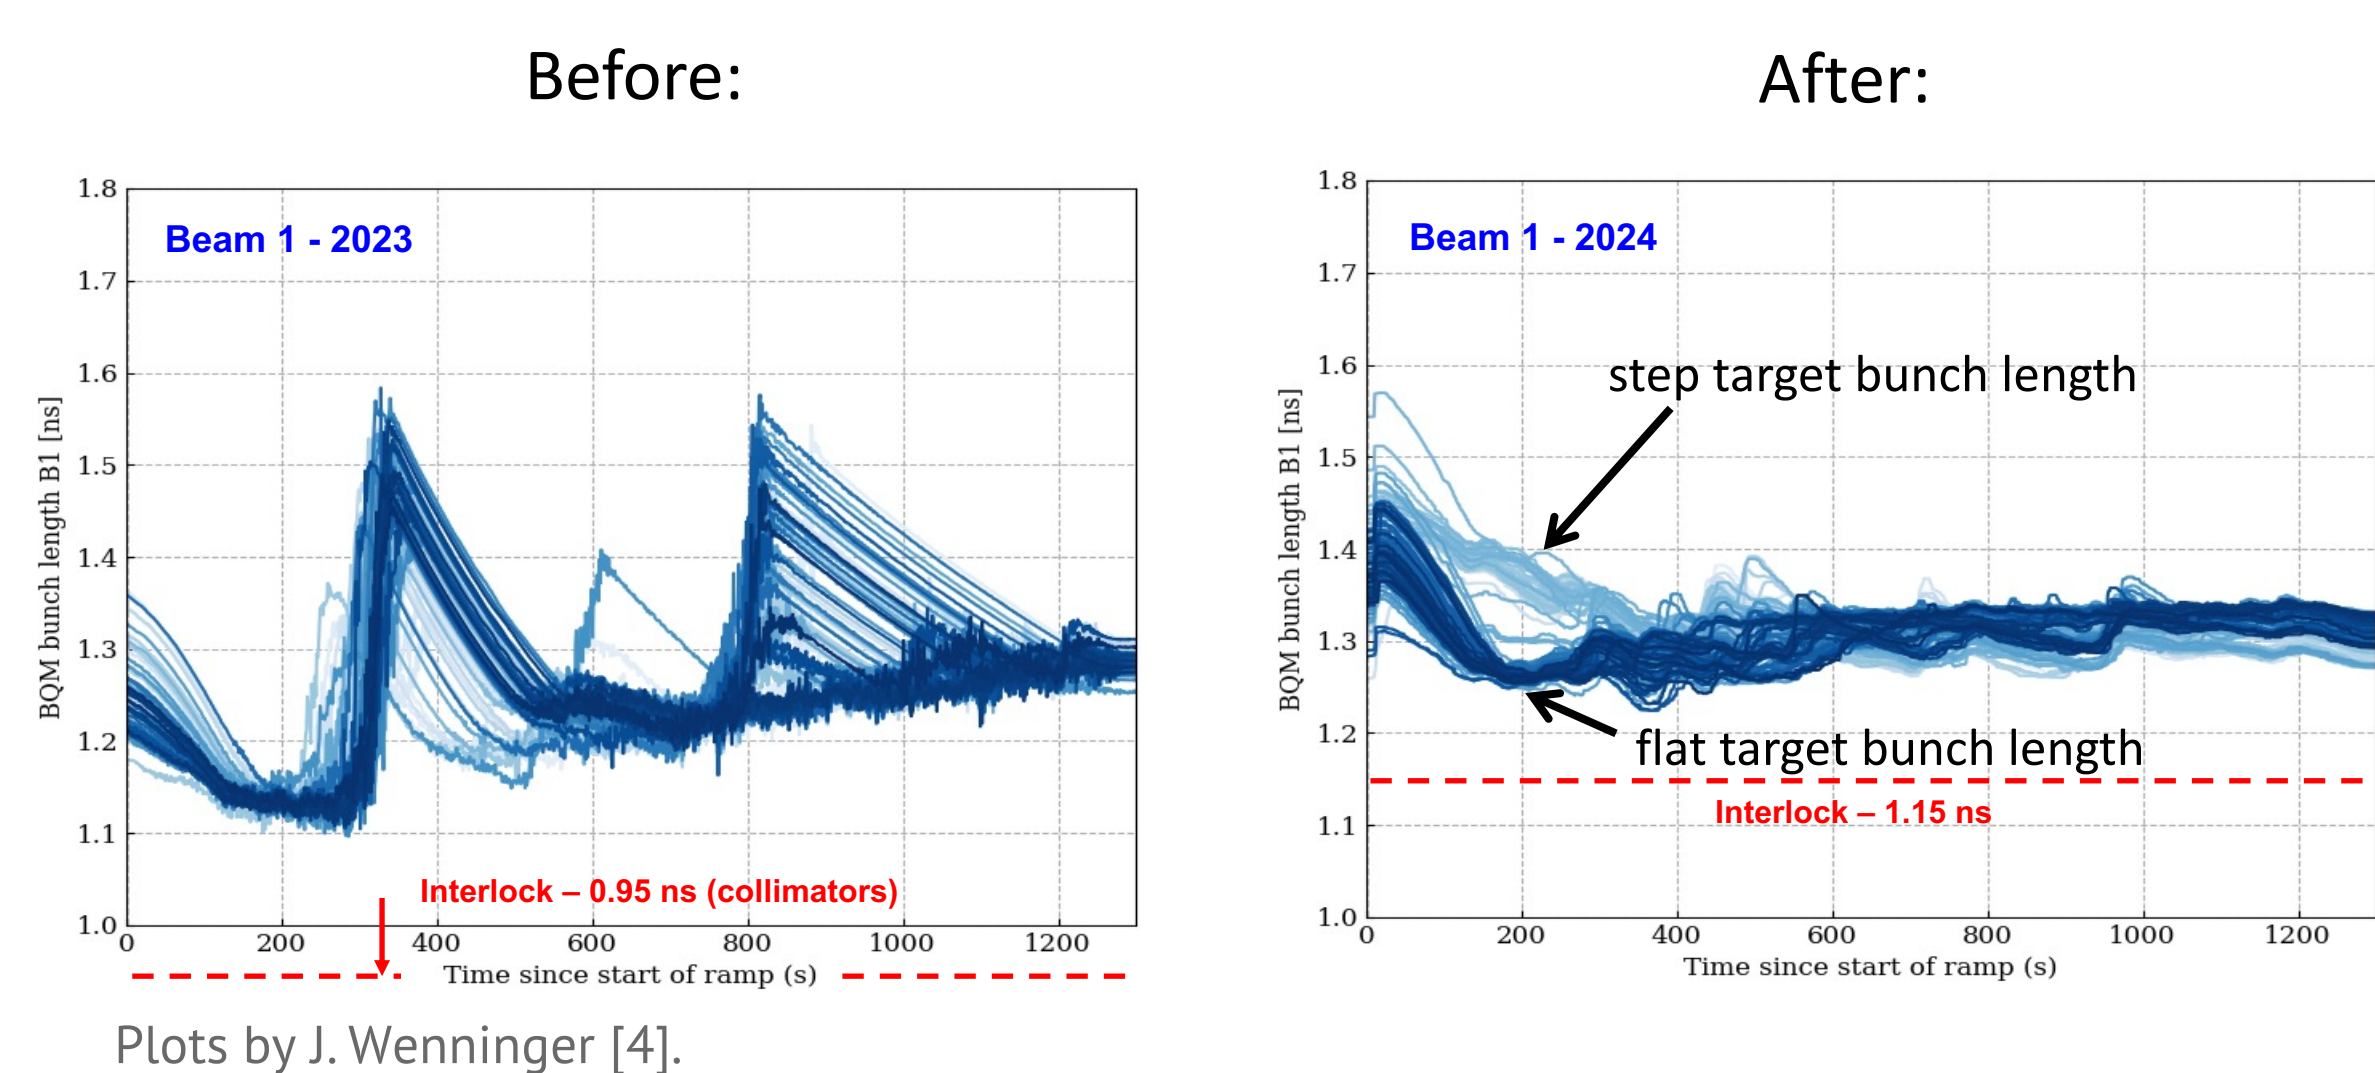 Before:
After:
Beam 1 - 2023
1.8
1.7
1.6
1.5
1.4
1.3
1.2
1.1
1.0
BQM bunch length B1 [ns]
Interlock – 0.95 ns (collimators)
0 200 400 600 800 1000 1200
Time since start of ramp (s)
Plots by J. Wenninger [4].
Beam 1 - 2024
1.8
1.7
1.6
1.5
1.4
1.3
1.2
1.1
1.0
BQM bunch length B1 [ns]
step target bunch length
flat target bunch length
Interlock – 1.15 ns
0 200 400 600 800 1000 1200
Time since start of ramp (s)